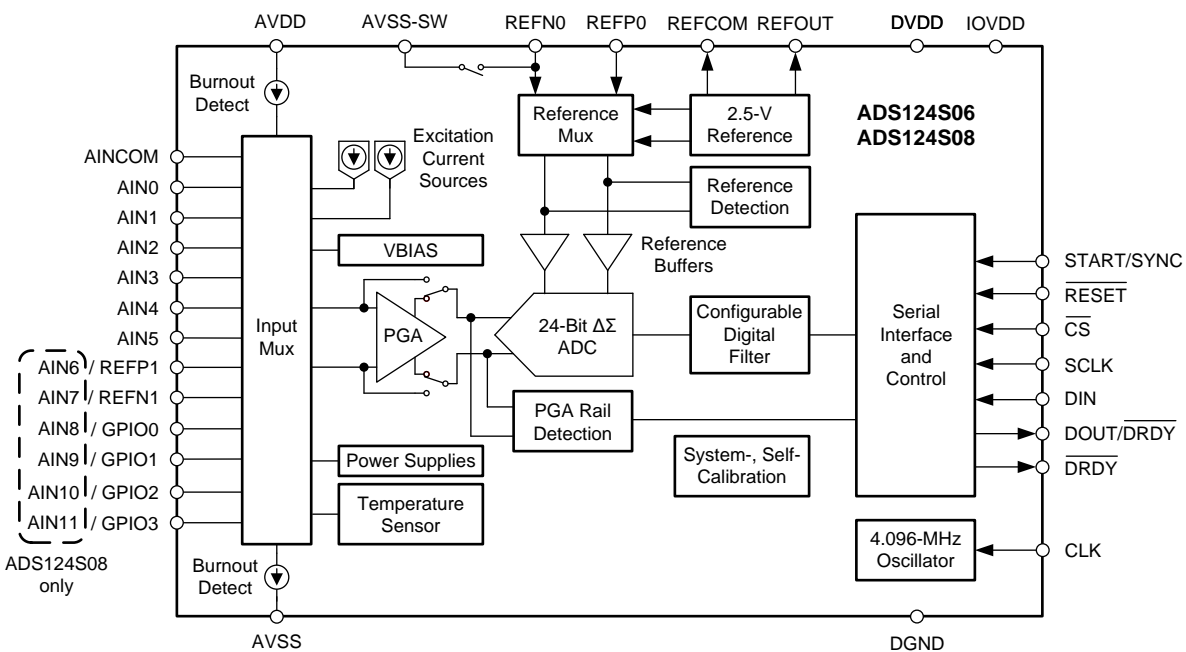 AVDD
AVSS-SW
REFN0
REFP0
REFCOM
REFOUT
DVDD
IOVDD
Burnout
Detect
Reference
Mux
2.5-V
Reference
ADS124S06
ADS124S08
Excitation
Current
Sources
Reference
Detection
AINCOM
AIN0
AIN1
AIN2
AIN3
AIN4
AIN5
AIN6 / REFP1
AIN7 / REFN1
AIN8 / GPIO0
AIN9 / GPIO1
AIN10 / GPIO2
AIN11 / GPIO3
ADS124S08
only
Input
Mux
VBIAS
Reference
Buffers
PGA
24-Bit ΔΣ
ADC
Configurable
Digital
Filter
Serial
Interface
and
Control
START/SYNC
RESET
CS
SCLK
DIN
DOUT/DRDY
DRDY
PGA Rail
Detection
Power Supplies
Temperature
Sensor
System-, Self-
Calibration
4.096-MHz
Oscillator
CLK
Burnout
Detect
AVSS
DGND